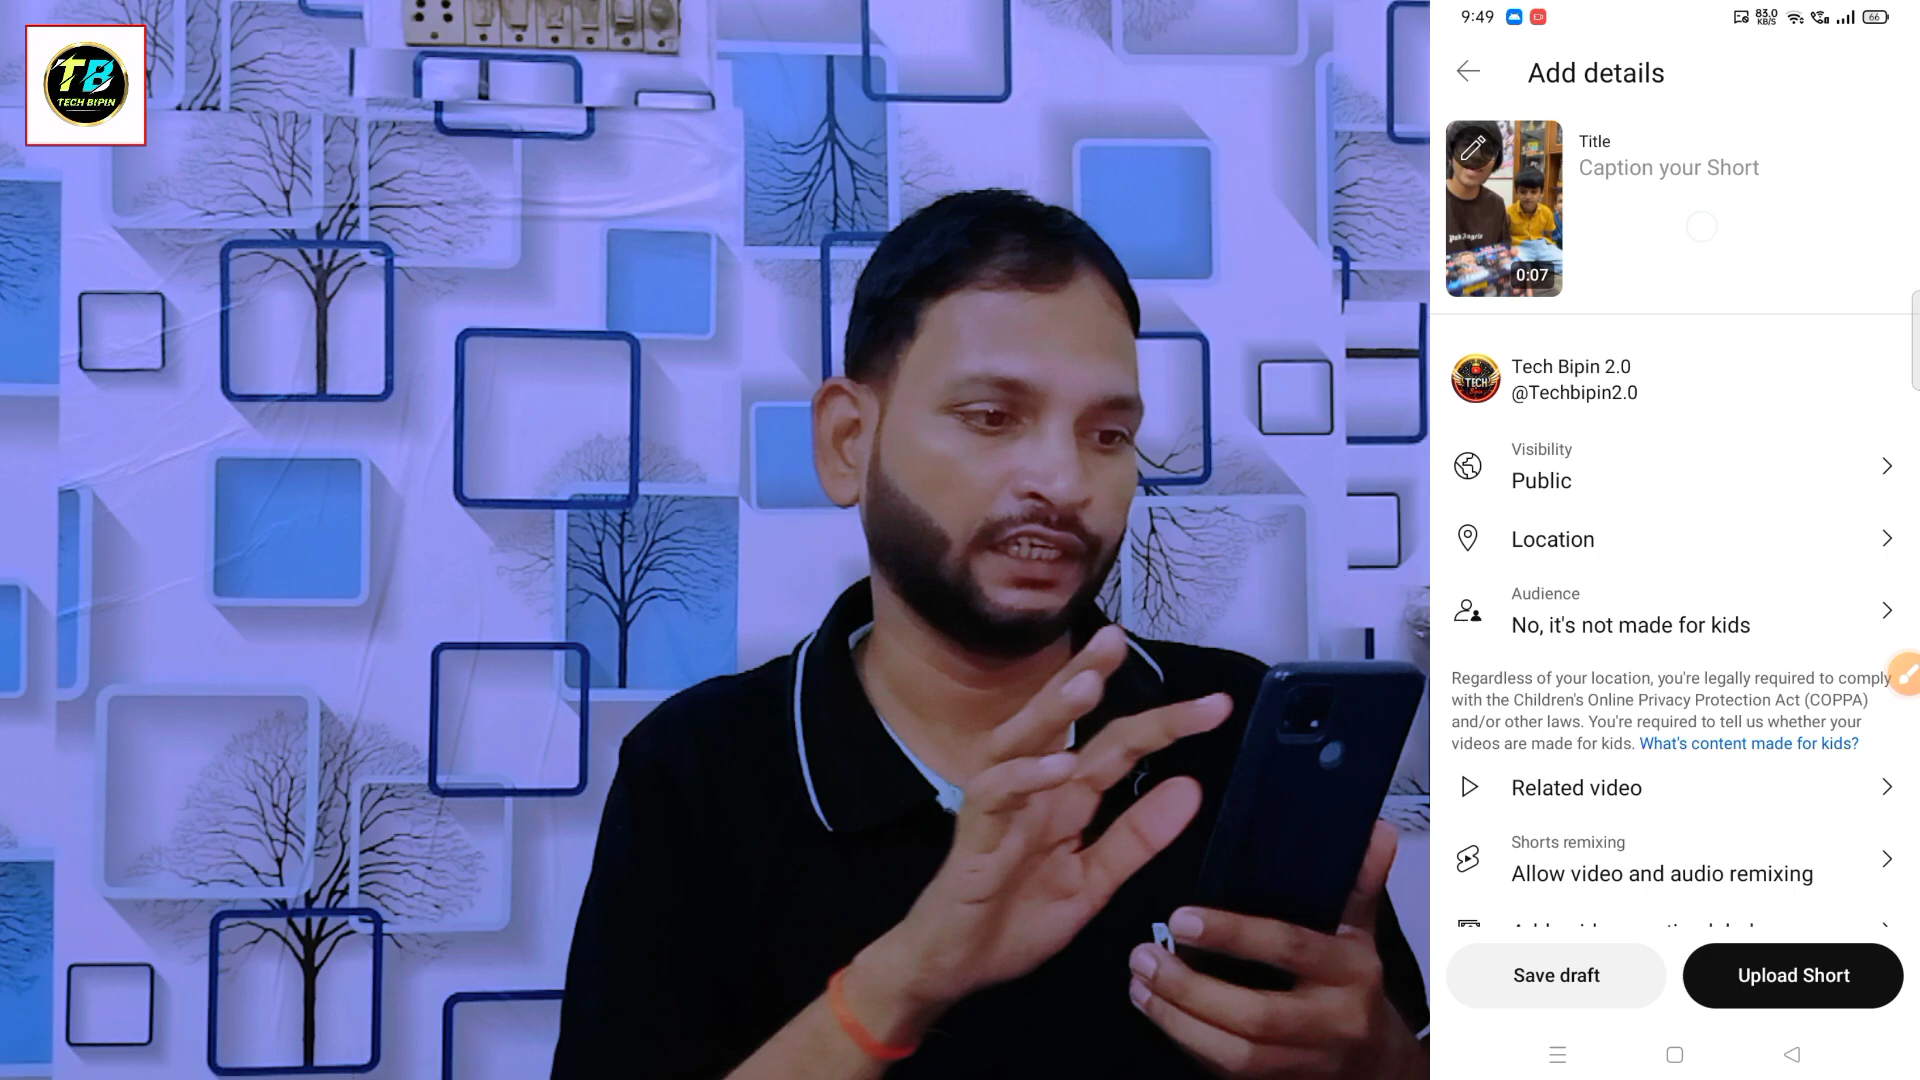 TB
TECH BIPIN
9:49
83.0
KB/S
66
Add details
Title
Caption your Short
0:07
TECH
Tech Bipin 2.0
@Techbipin2.0
Visibility
Public
Location
Audience
No, it's not made for kids
Regardless of your location, you're legally required to comply
with the Children's Online Privacy Protection Act (COPPA)
and/or other laws. You're required to tell us whether your
videos are made for kids. What's content made for kids?
Related video
Shorts remixing
Allow video and audio remixing
Save draft
Upload Short